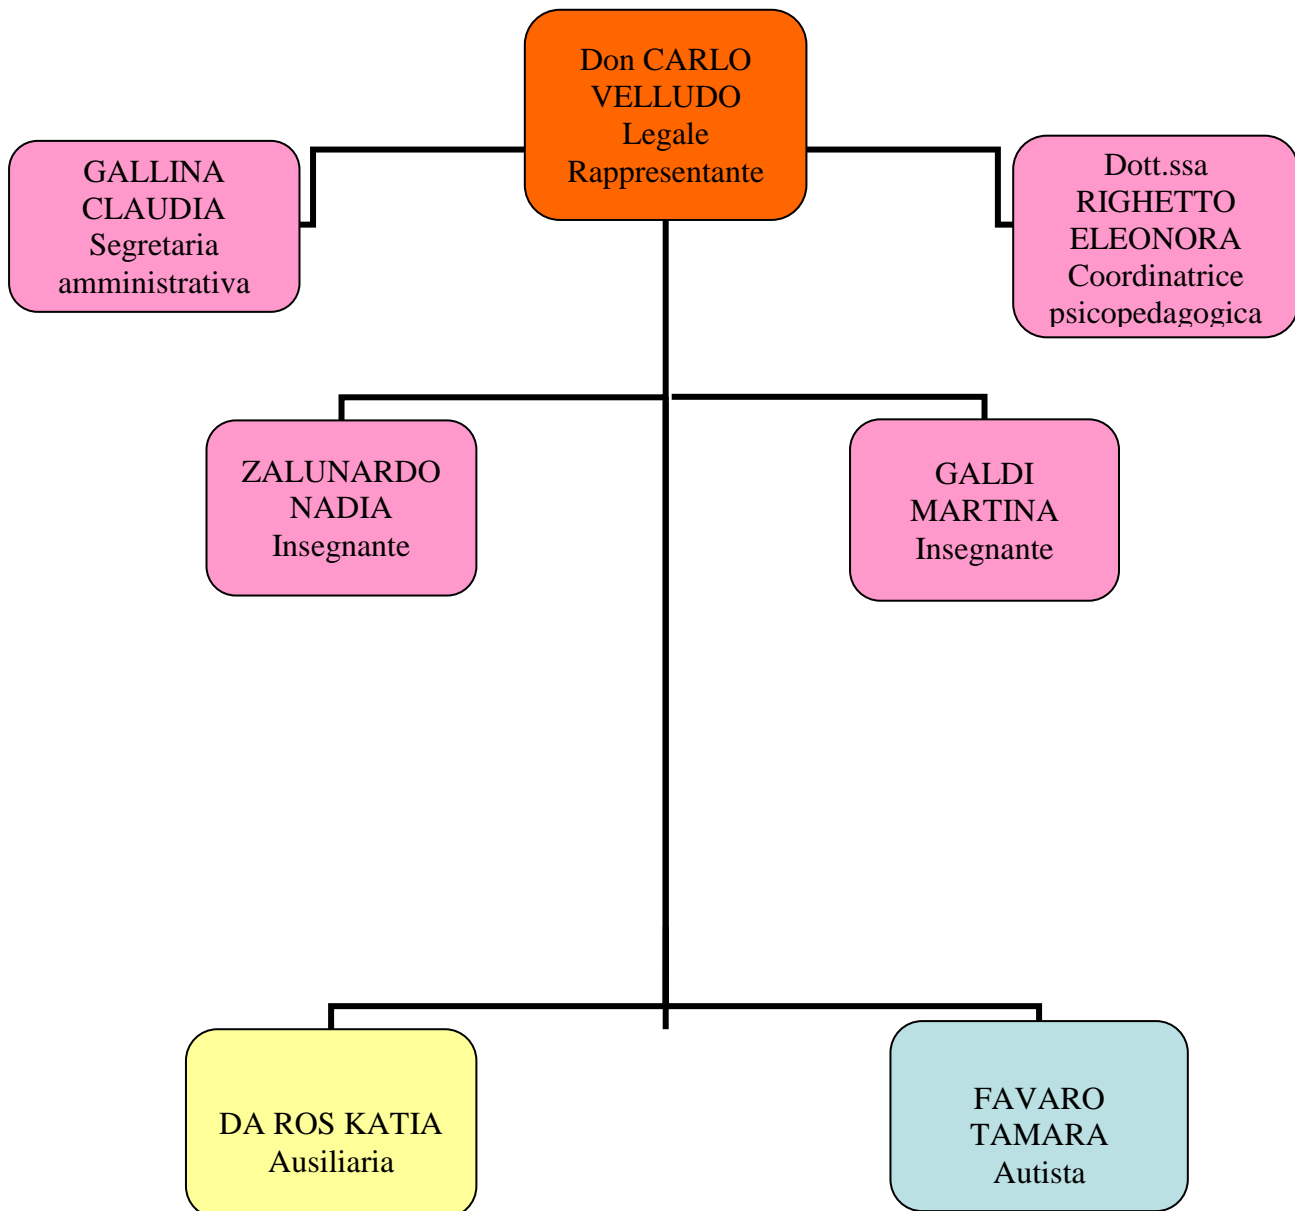 Don CARLO
VELLUDO
Legale
Rappresentante
GALLINA
CLAUDIA
Segretaria
amministrativa
Dott.ssa
RIGHETTO
ELEONORA
Coordinatrice
psicopedagogica
ZALUNARDO
NADIA
Insegnante
GALDI
MARTINA
Insegnante
DA ROS KATIA
Ausiliaria
FAVARO
TAMARA
Autista